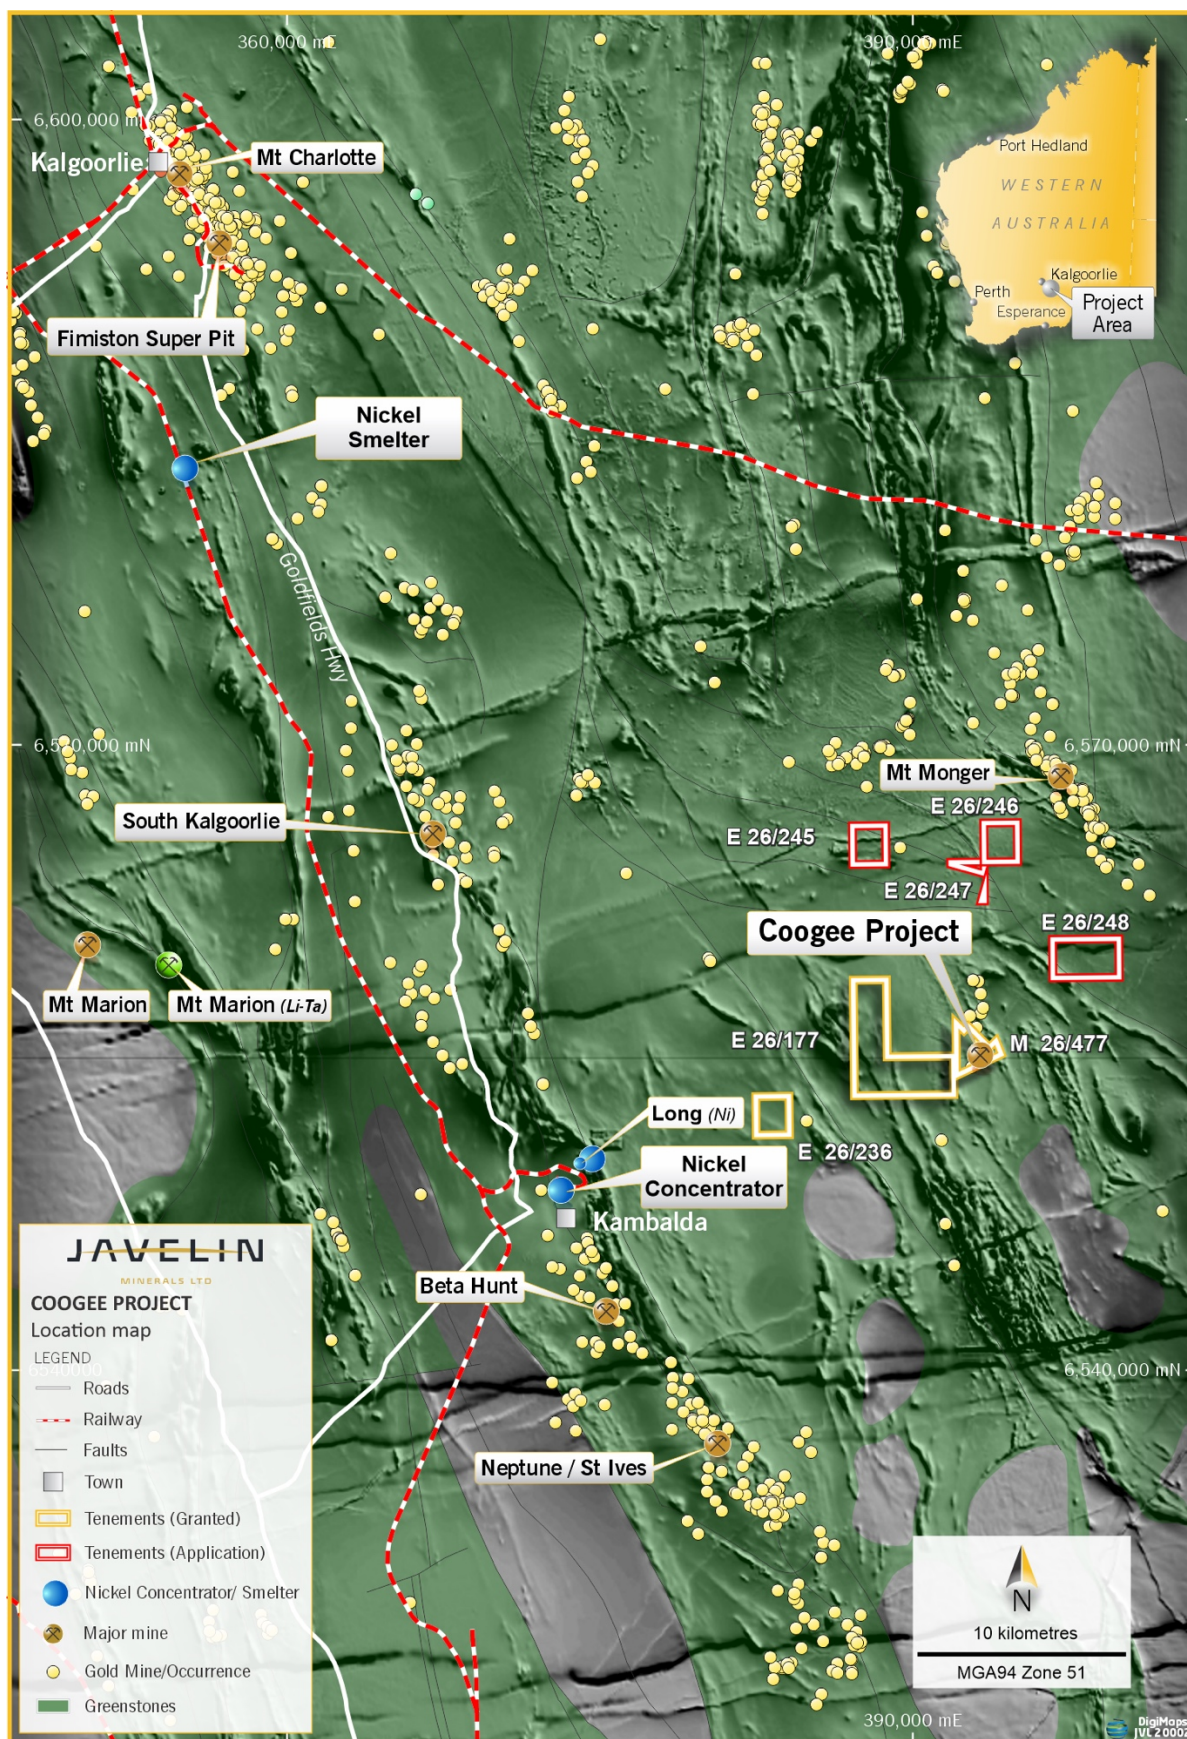 360,000 mE
390,000 mE
6,600,000 m
Kalgoorlie
Mt Charlotte
Port Hedland
WESTERN
AUSTRALIA
Kalgoorlie
Perth
Esperance
Project
Area
Fimiston Super Pit
Nickel
Smelter
Goldfields Hwy
6,570,000 mN
6,570,000 mN
Mt Monger
E 26/246
South Kalgoorlie
E 26/245
E 26/247
Coogee Project
E 26/248
Mt Marion
Mt Marion (Li-Ta)
E 26/177
M 26/477
Long (Ni)
E 26/236
Nickel
Concentrator
Kambalda
Beta Hunt
JAVELIN
MINERALS LTD
COOGEE PROJECT
Location map
LEGEND
6,540,000 mN
Roads
Railway
Faults
Town
Tenements (Granted)
Tenements (Application)
Nickel Concentrator/ Smelter
Major mine
Gold Mine/Occurrence
Greenstones
Neptune / St Ives
N
10 kilometres
MGA94 Zone 51
390,000 mE
DigiMaps